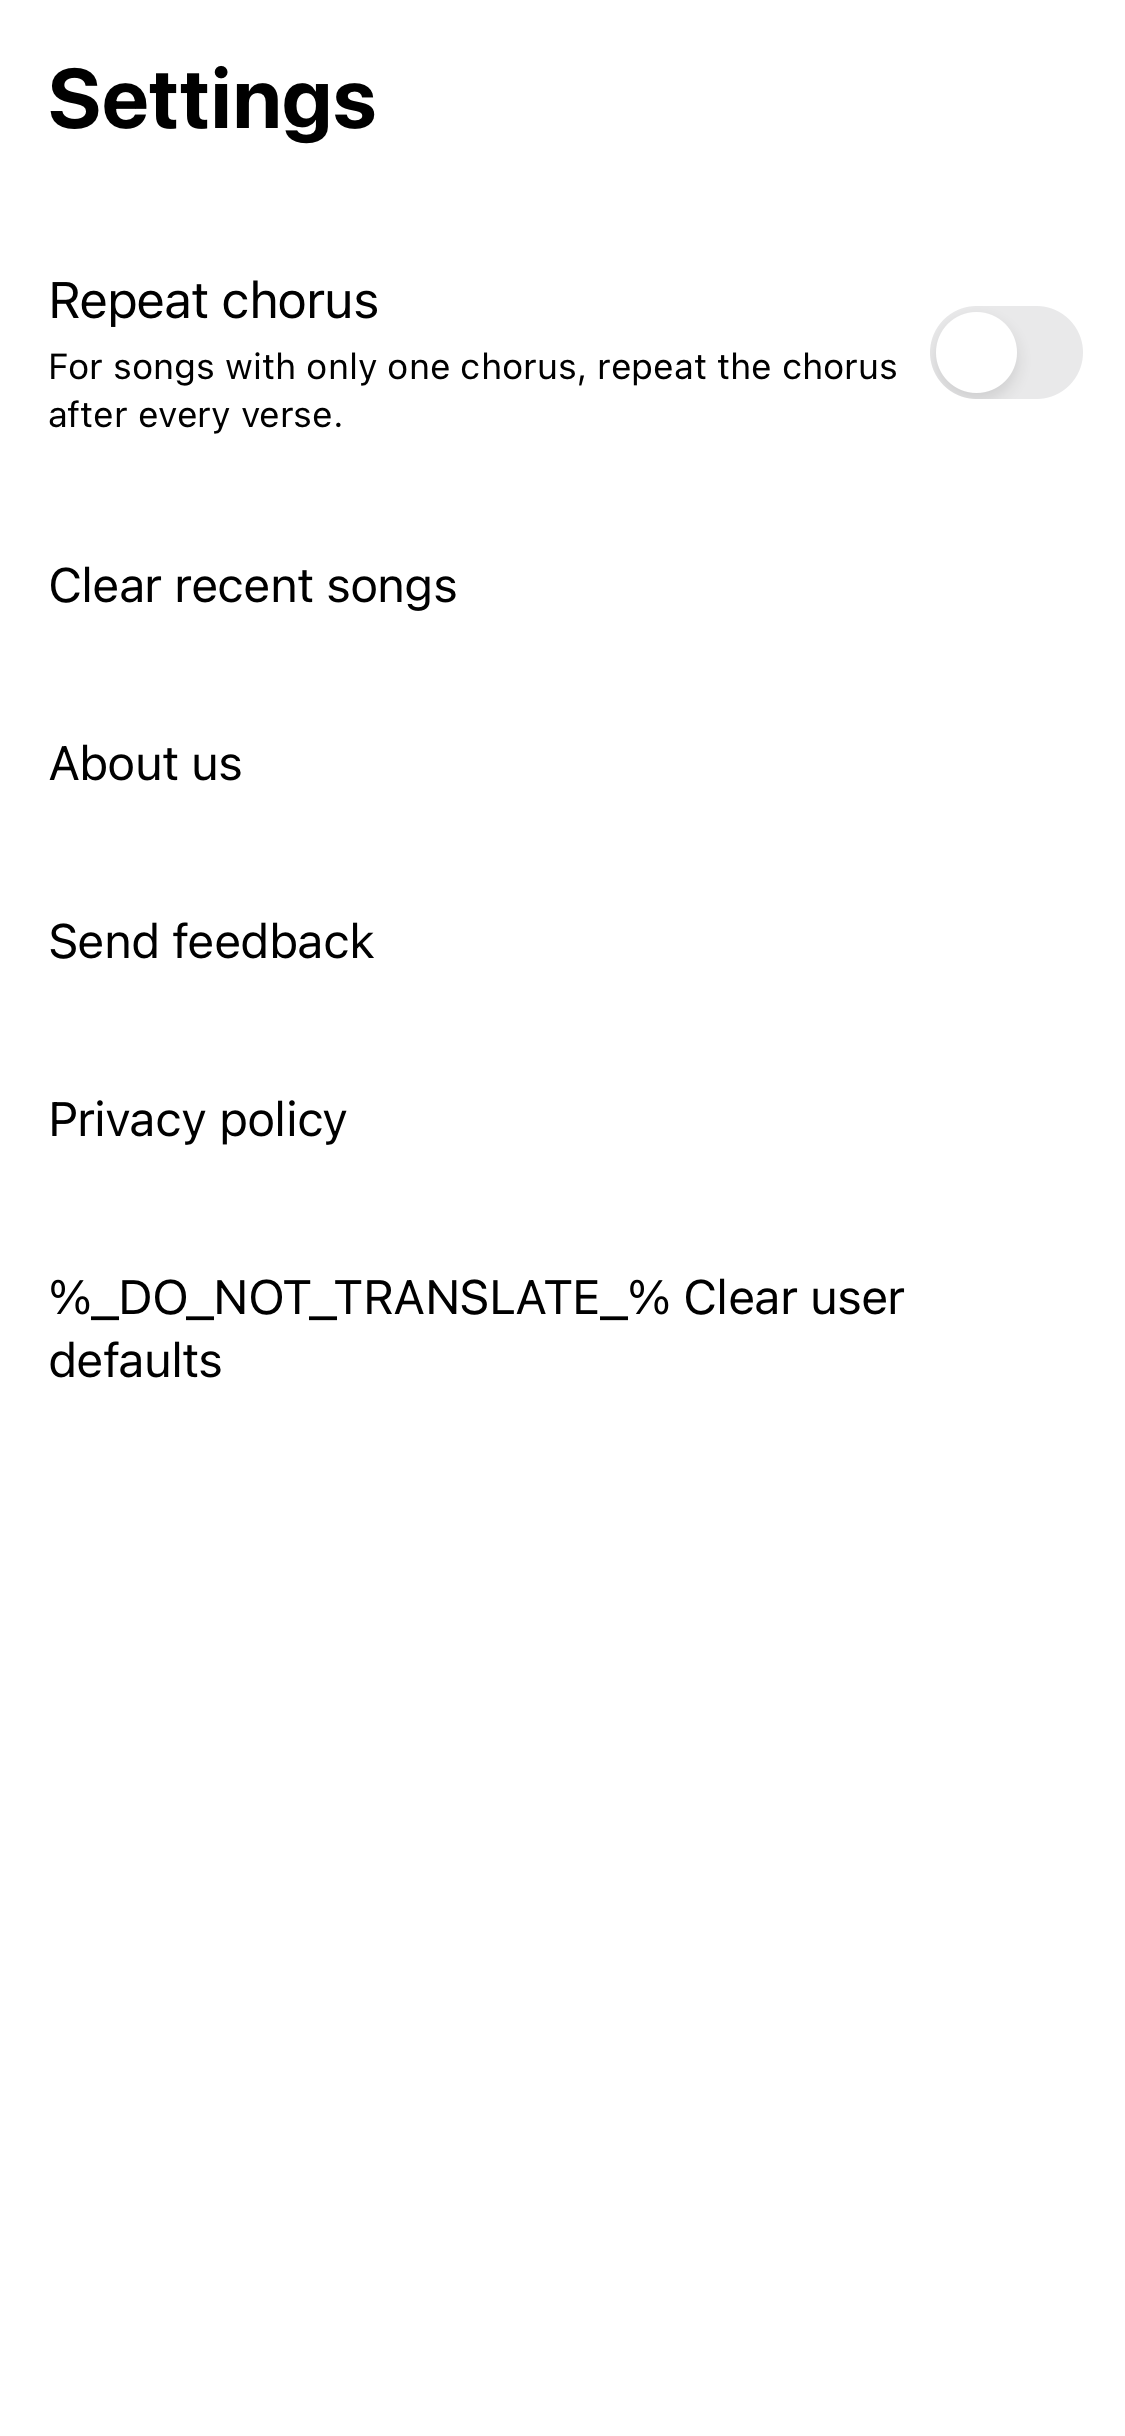 Settings
Repeat chorus
For songs with only one chorus, repeat the chorus
after every verse.
Clear recent songs
About us
Send feedback
Privacy policy
%_DO_NOT_TRANSLATE_% Clear user
defaults